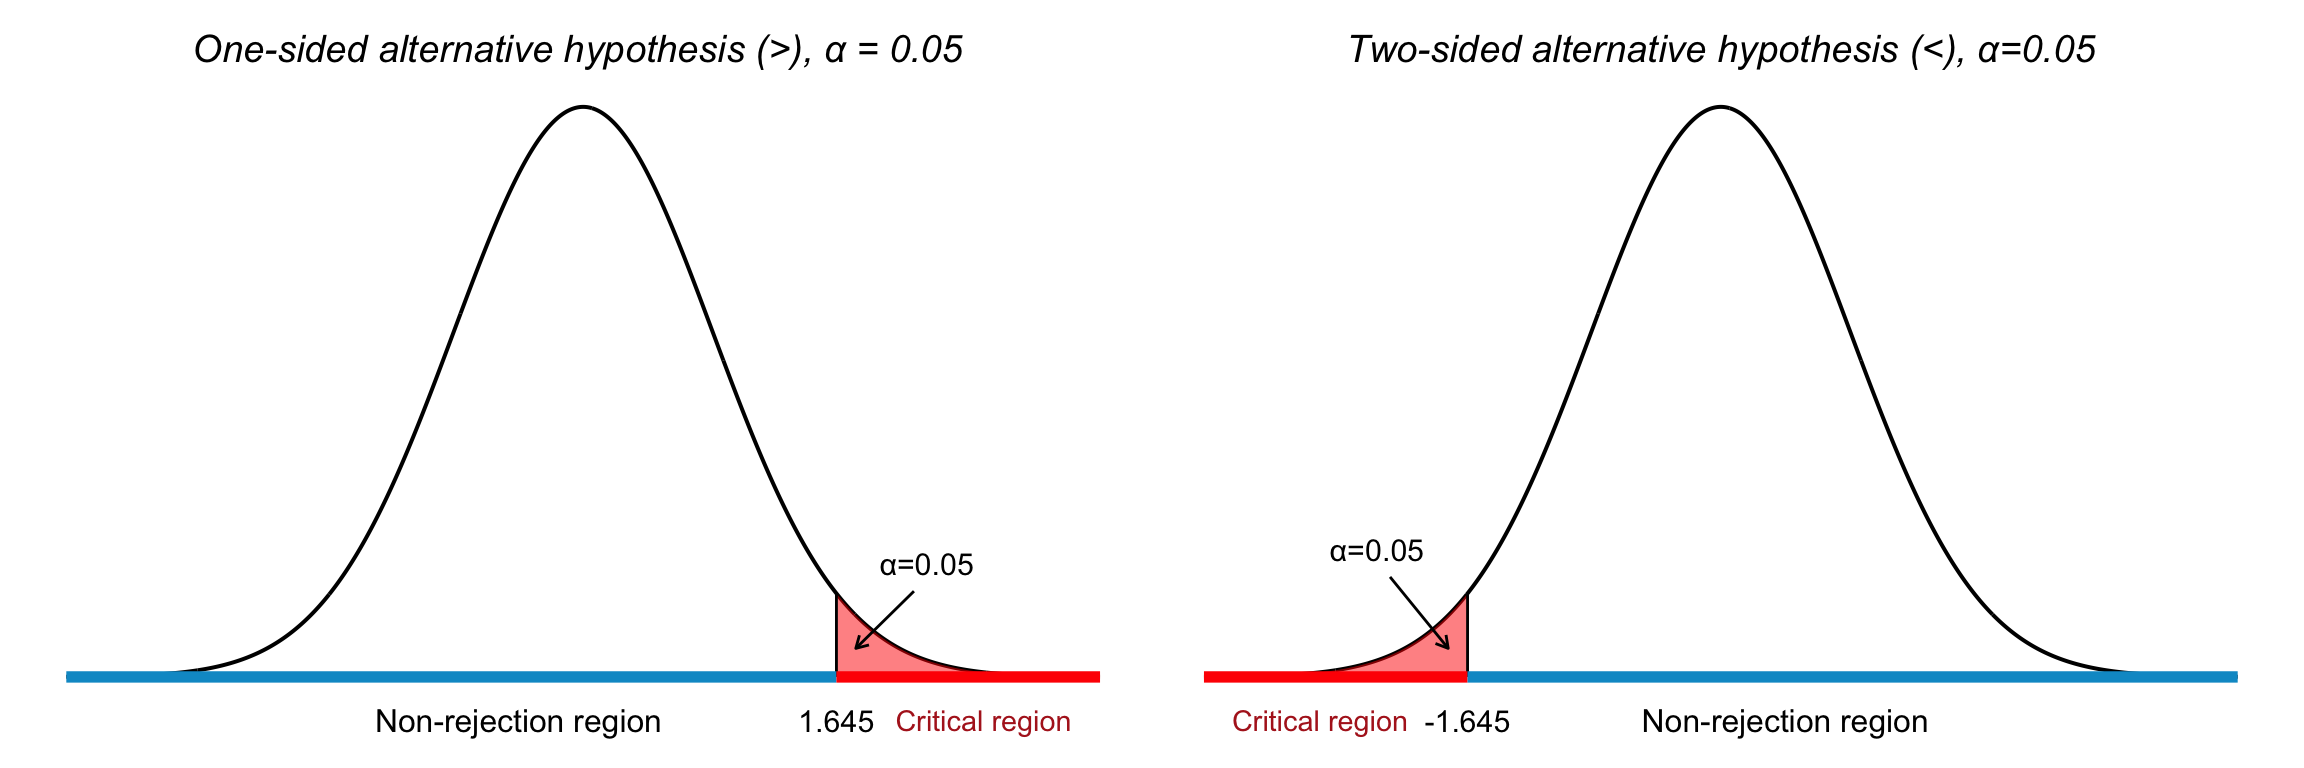 One-sided alternative hypothesis (>), α = 0.05
α=0.05
Non-rejection region
1.645
Critical region
Two-sided alternative hypothesis (<), α=0.05
α=0.05
Critical region
-1.645
Non-rejection region